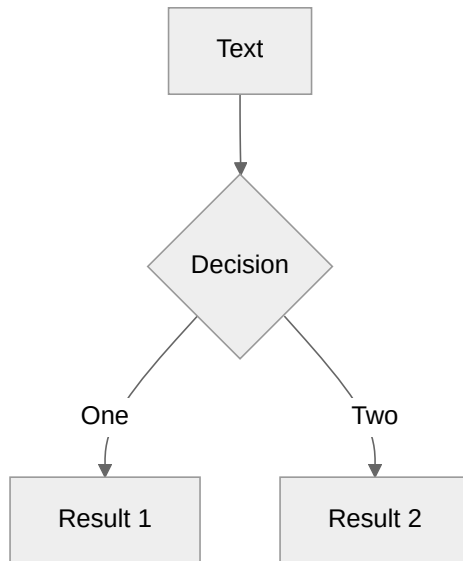 Text
Decision
One
Two
Result 1
Result 2